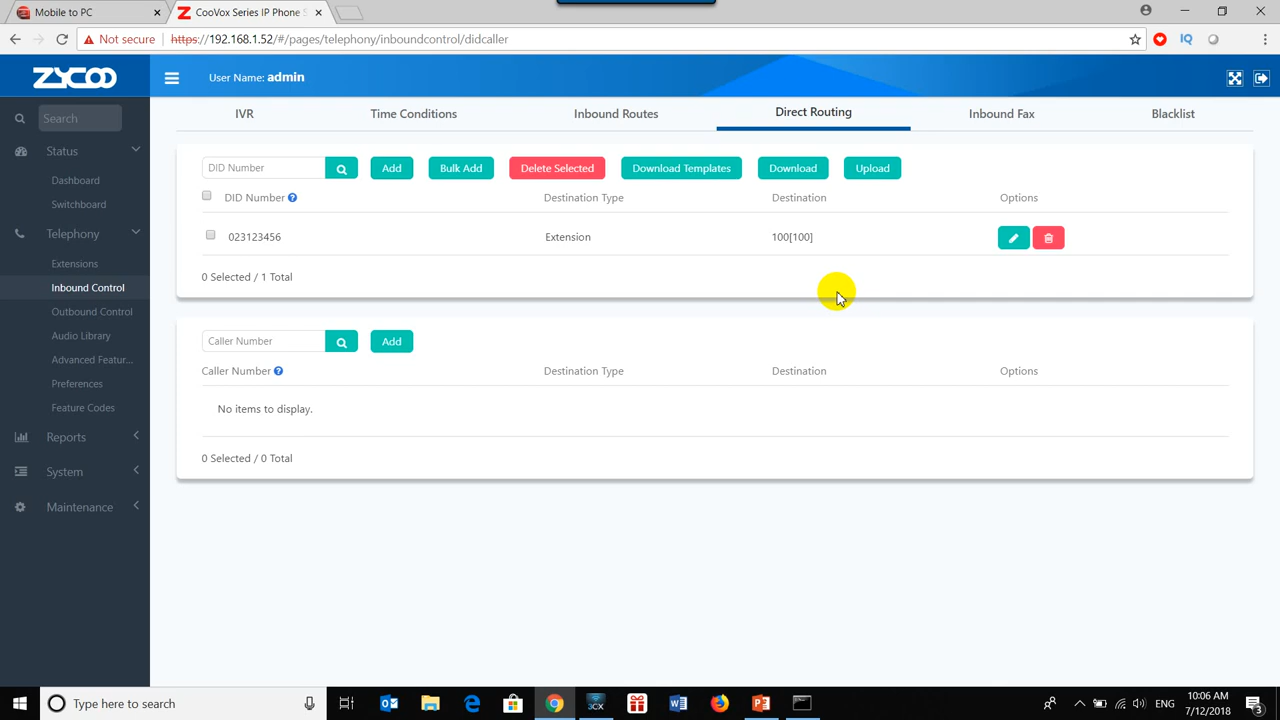 Mobile to PC
CooVox Series IP Phone S
Not secure
https://192.168.1.52/#/pages/telephony/inboundcontrol/didcaller
IQ
ZYCOO
User Name: admin
Search
Status
Dashboard
Switchboard
Telephony
Extensions
Inbound Control
Outbound Control
Audio Library
Advanced Featur...
Preferences
Feature Codes
Reports
System
Maintenance
IVR
Time Conditions
Inbound Routes
Direct Routing
Inbound Fax
Blacklist
DID Number
Add
Bulk Add
Delete Selected
Download Templates
Download
Upload
DID Number
Destination Type
Destination
Options
023123456
Extension
100[100]
0 Selected / 1 Total
Caller Number
Add
Caller Number
Destination Type
Destination
Options
No items to display.
0 Selected / 0 Total
Type here to search
3CX
ENG
10:06 AM
7/12/2018
3